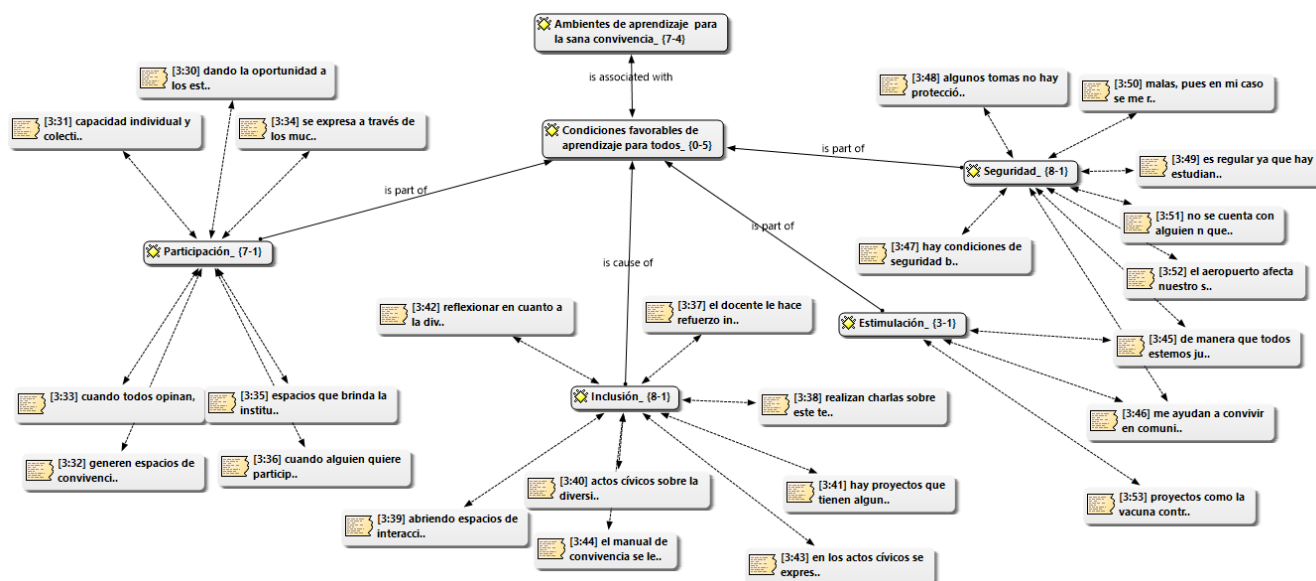 Ambientes de aprendizaje para
la sana convivencia_ {7-4}
is associated with
[3:30] dando la oportunidad a
los est..
[3:31] capacidad individual y
colecti..
[3:34] se expresa a través de
los muc..
Condiciones favorables de
aprendizaje para todos_ {0-5}
[3:48] algunos tomas no hay
protecció..
[3:50] malas, pues en mi caso
se me r..
is part of
[3:49] es regular ya que hay
estudian..
Seguridad_ {8-1}
is part of
[3:51] no se cuenta con
alguien n que..
is part of
Participación_ {7-1}
[3:47] hay condiciones de
seguridad b..
is cause of
[3:52] el aeropuerto afecta
nuestro s..
[3:42] reflexionar en cuanto a
la div..
[3:37] el docente le hace
refuerzo in..
Estimulación_ {3-1}
[3:45] de manera que todos
estemos ju..
[3:33] cuando todos opinan,
[3:35] espacios que brinda la
institu..
Inclusión_ {8-1}
[3:38] realizan charlas sobre
este te..
[3:46] me ayudan a convivir
en comuni..
[3:32] generen espacios de
convivenci..
[3:36] cuando alguien quiere
particip..
[3:40] actos cívicos sobre la
diversi..
[3:41] hay proyectos que
tienen algun..
[3:53] proyectos como la
vacuna contr..
[3:39] abriendo espacios de
interacci..
[3:44] el manual de
convivencia se le..
[3:43] en los actos cívicos se
expres..